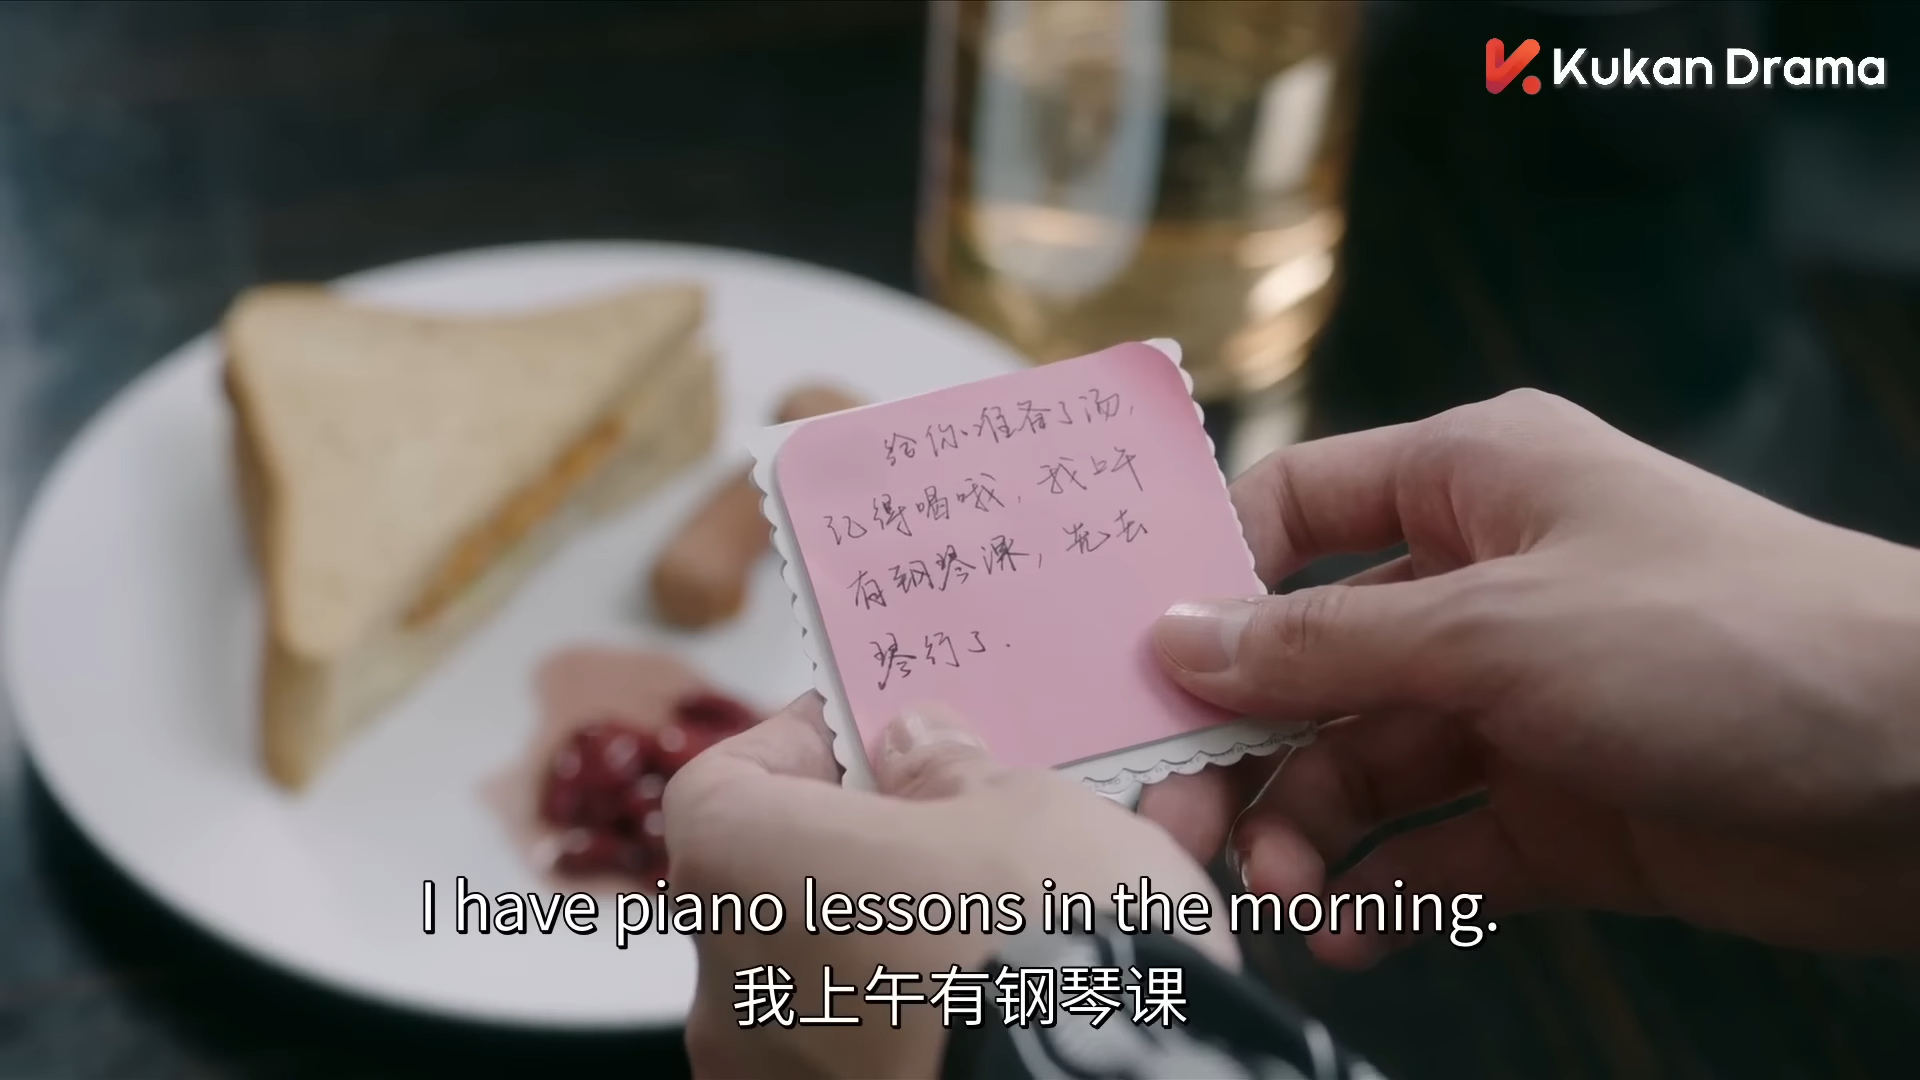 Kukan Drama
给你准备了汤,
记得喝哦,我上午
有钢琴课,先去
琴行了.
I have piano lessons in the morning.
我上午有钢琴课